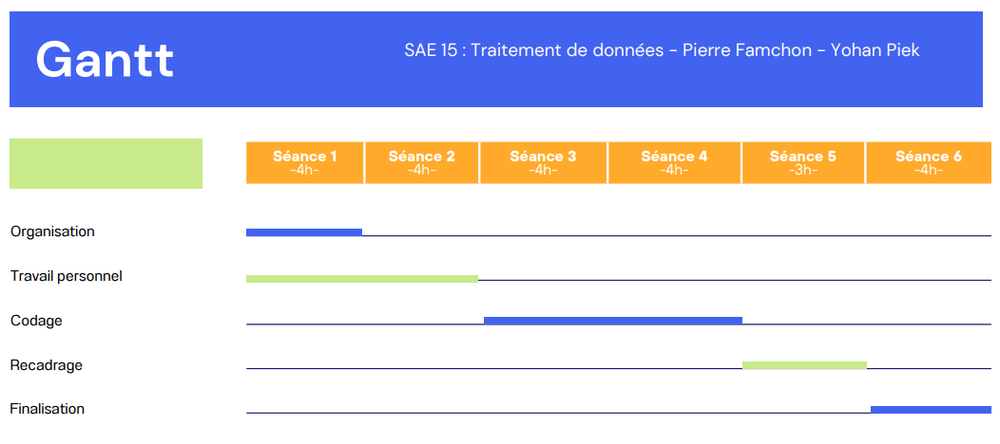 Gantt
SAE 15 : Traitement de données – Pierre Famchon – Yohan Piek
Séance 1 Séance 2 Séance 3 Séance 4 Séance 5 Séance 6
-4h- -4h- -4h- -4h- -3h- -4h-
Organisation
Travail personnel
Codage
Recadrage
Finalisation